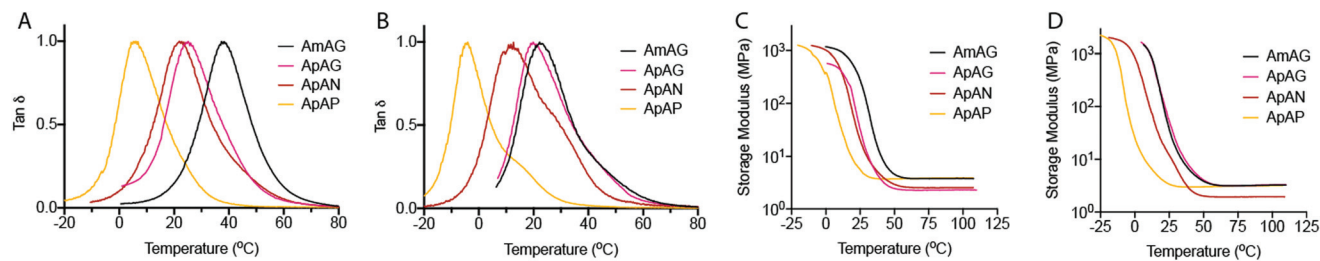 A
B
C
D
1.0
0.5
0.0
Tan δ
-20
0
20
40
60
80
Temperature (ºC)
AmAG
ApAG
ApAN
ApAP
1.0
0.5
0.0
Tan δ
-20
0
20
40
60
80
Temperature (ºC)
AmAG
ApAG
ApAN
ApAP
10³
10²
10¹
10⁰
Storage Modulus (MPa)
-25
0
25
50
75
100
125
Temperature (ºC)
AmAG
ApAG
ApAN
ApAP
10³
10²
10¹
10⁰
Storage Modulus (MPa)
-25
0
25
50
75
100
125
Temperature (ºC)
AmAG
ApAG
ApAN
ApAP